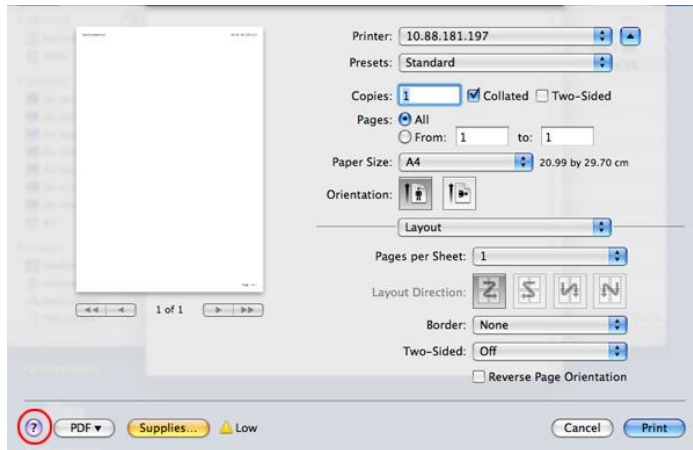 Printer: 10.88.181.197
Presets: Standard
Copies: 1 Collated Two-Sided
Pages: All
From: 1 to: 1
Paper Size: A4 20.99 by 29.70 cm
Orientation:
Layout
Pages per Sheet: 1
Layout Direction:
Border: None
Two-Sided: Off
Reverse Page Orientation
1 of 1
? PDF Supplies... Low Cancel Print